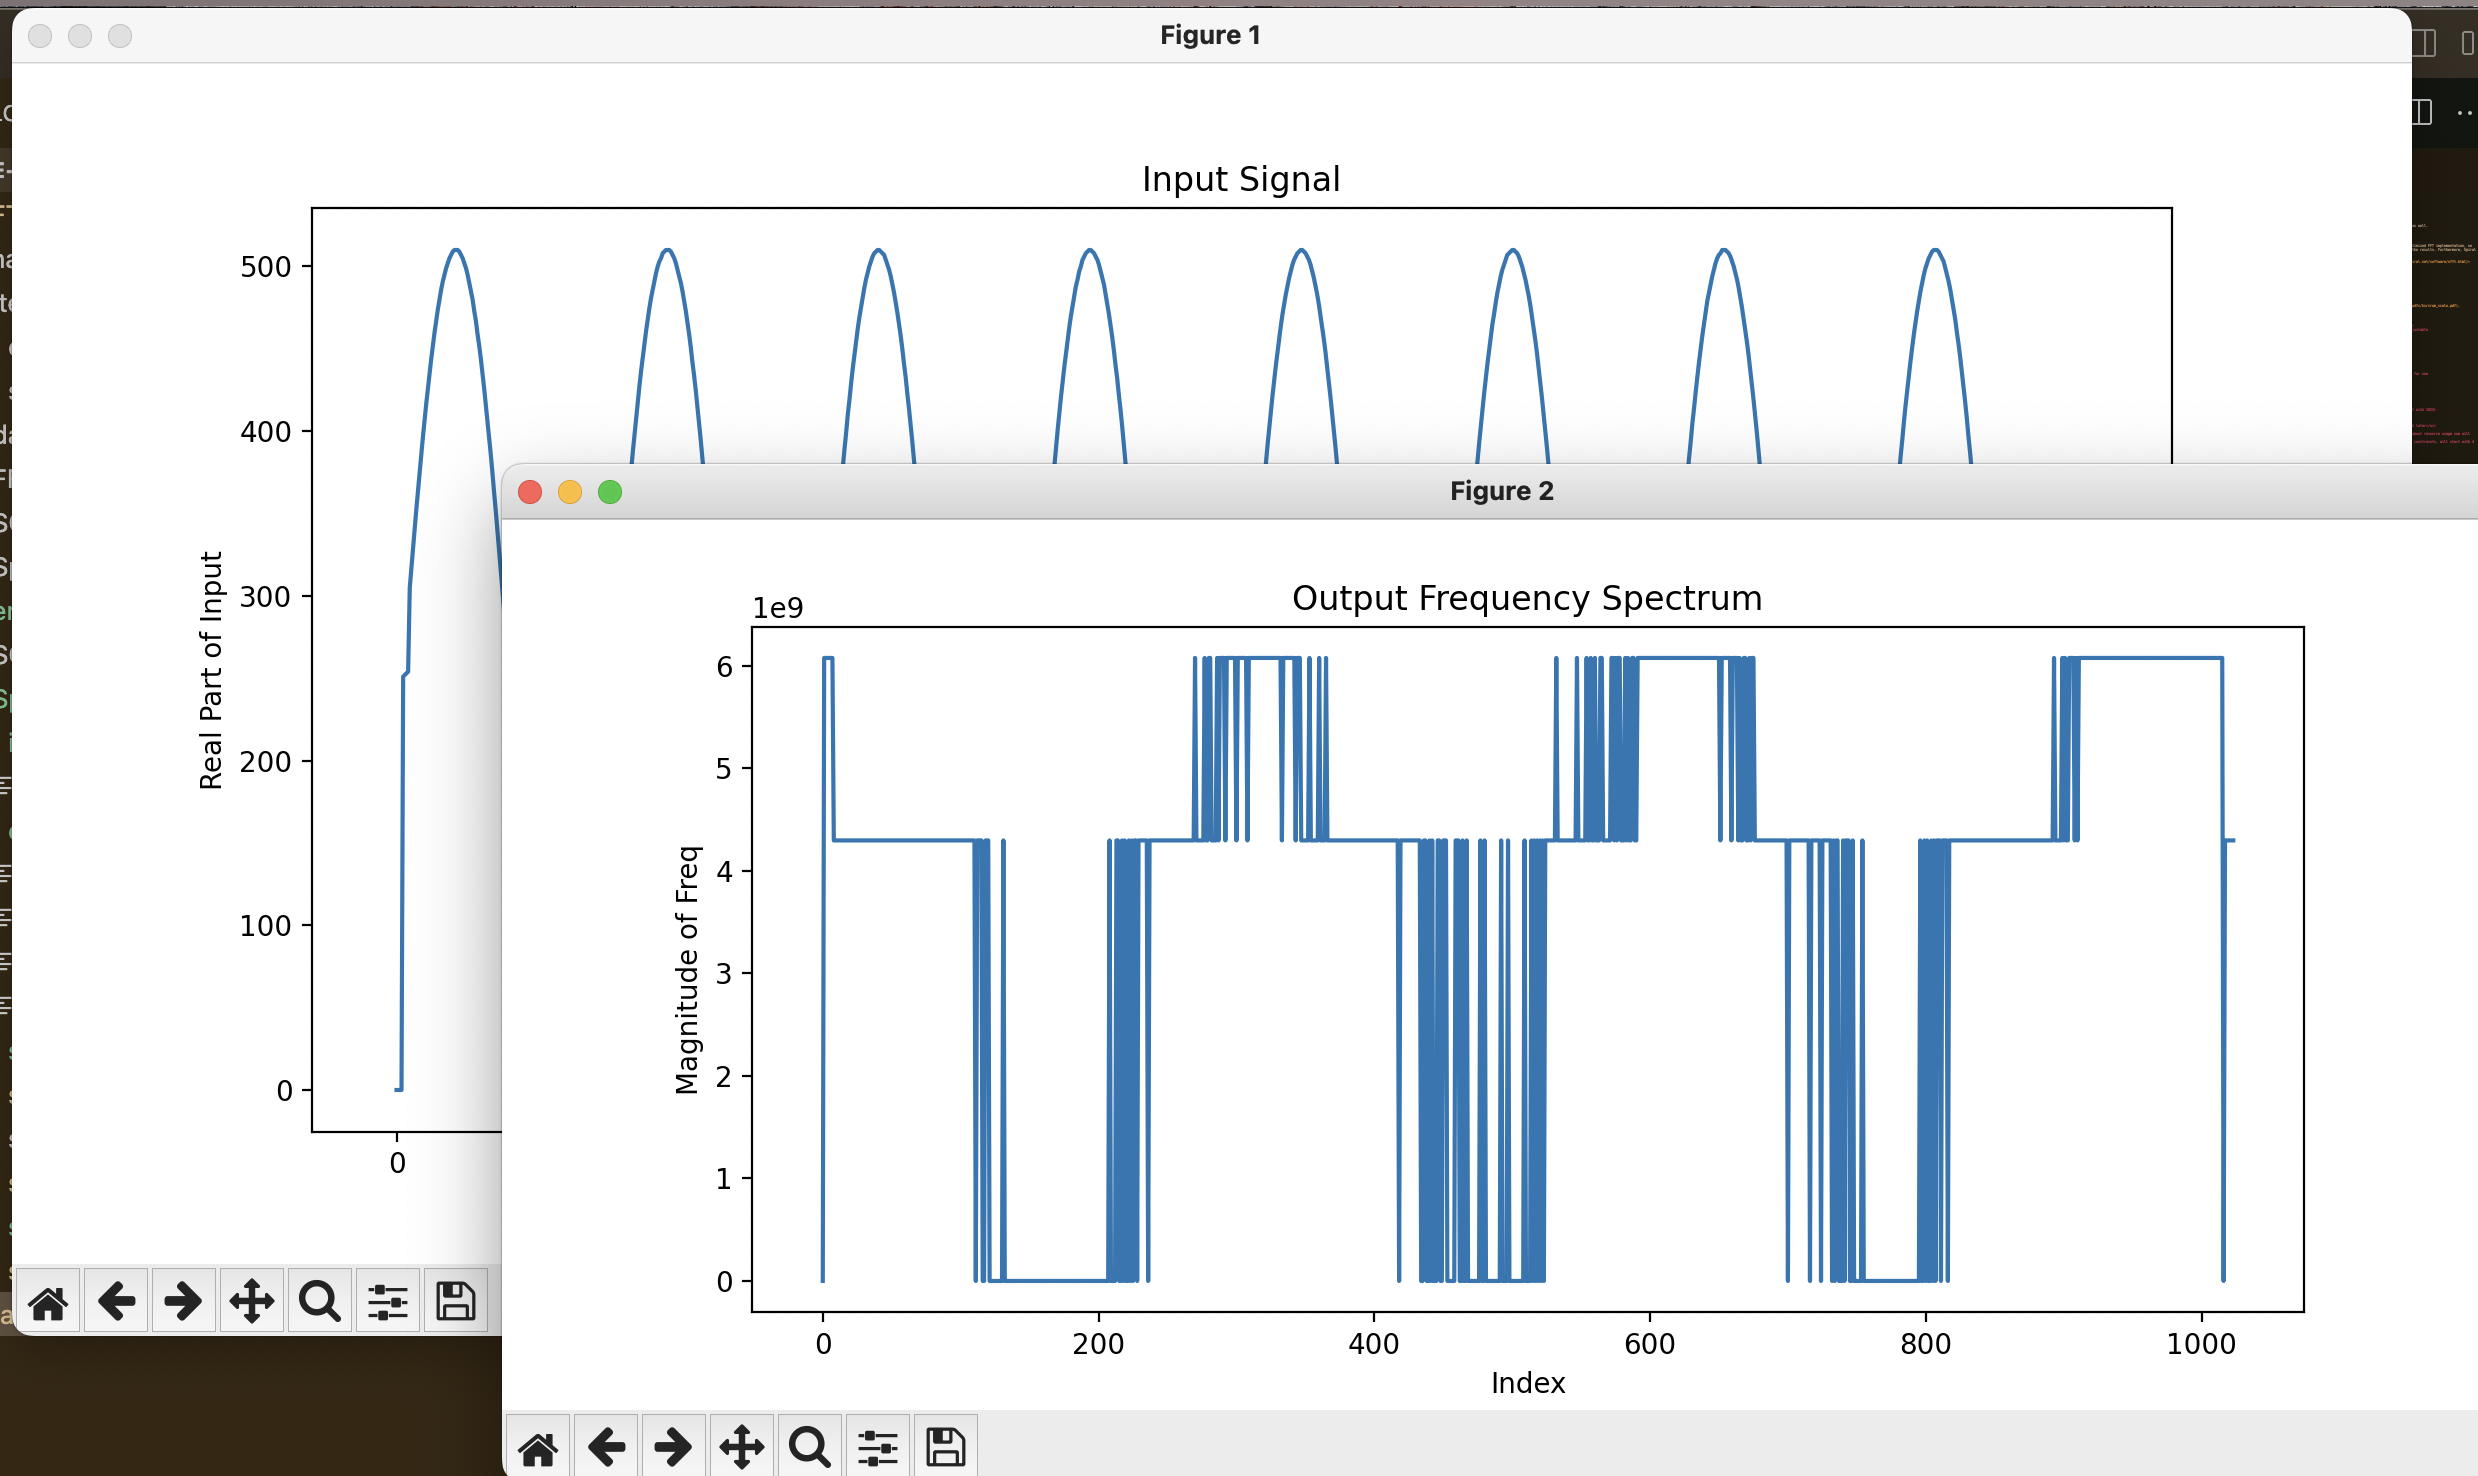 Figure 1
Input Signal
500
400
300
200
100
0
Real Part of Input
0
Figure 2
Output Frequency Spectrum
1e9
6
5
4
3
2
1
0
Magnitude of Freq
0
200
400
600
800
1000
Index